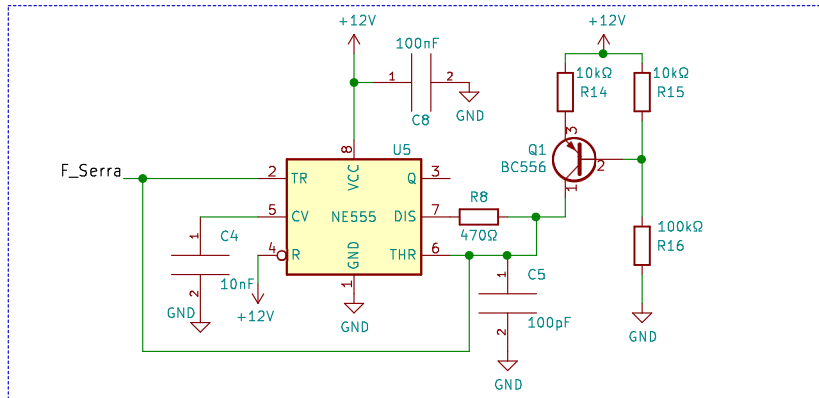 +12V
100nF
1
2
C8
GND
+12V
10kΩ
R14
10kΩ
R15
Q1
BC556
3
2
1
100kΩ
R16
GND
F_Serra
U5
8
VCC
2
TR
Q
3
5
CV
NE555
DIS
7
4
R
GND
THR
6
1
GND
R8
470Ω
C4
1
10nF
2
GND
+12V
1
C5
100pF
2
GND